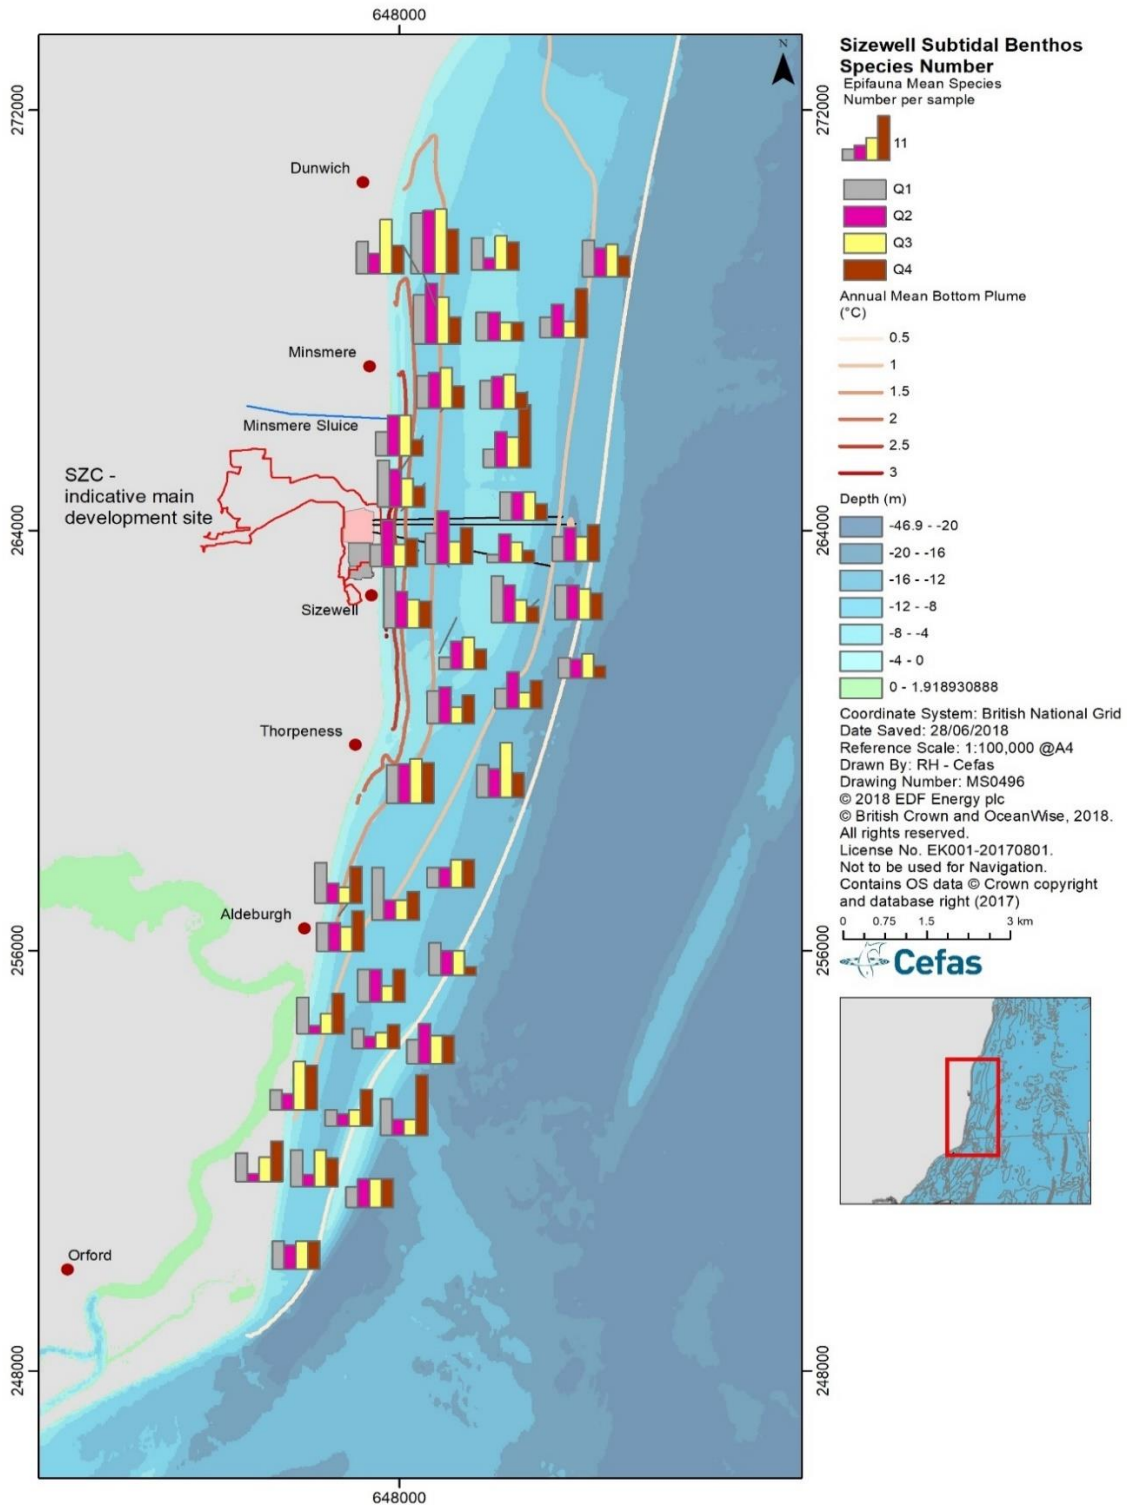 648000
272000
264000
256000
248000
Dunwich
Minsmere
Minsmere Sluice
SZC -
indicative main
development site
Sizewell
Thorpeness
Aldeburgh
Orford
N
272000
264000
256000
248000
648000
Sizewell Subtidal Benthos
Species Number
Epifauna Mean Species
Number per sample
11
Q1
Q2
Q3
Q4
Annual Mean Bottom Plume
(°C)
0.5
1
1.5
2
2.5
3
Depth (m)
-46.9 - -20
-20 - -16
-16 - -12
-12 - -8
-8 - -4
-4 - 0
0 - 1.918930888
Coordinate System: British National Grid
Date Saved: 28/06/2018
Reference Scale: 1:100,000 @A4
Drawn By: RH - Cefas
Drawing Number: MS0496
© 2018 EDF Energy plc
© British Crown and OceanWise, 2018.
All rights reserved.
License No. EK001-20170801.
Not to be used for Navigation.
Contains OS data © Crown copyright
and database right (2017)
0 0.75 1.5 3 km
Cefas